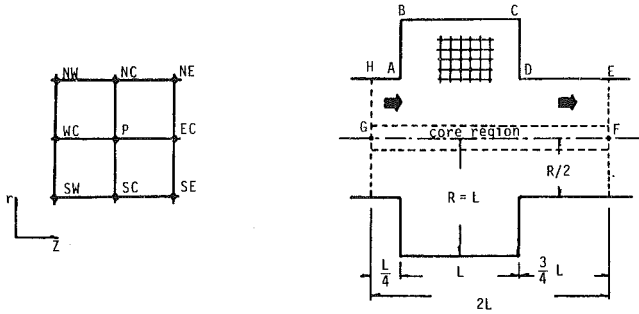 NW NC NE
WC P EC
SW SC SE
r
Z
B C
H A D E
G core region F
R/2
R = L
L/4 L 3/4 L
2L